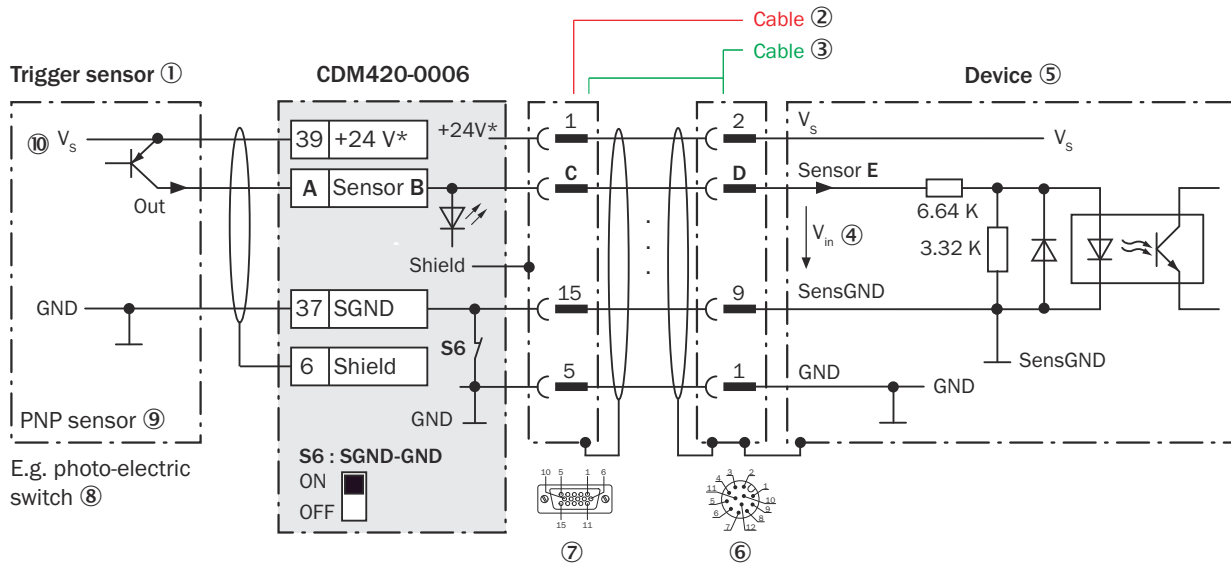 Cable ②
Cable ③
Trigger sensor ①
CDM420-0006
Device ⑤
⑩ Vs
39 +24 V*
+24V*
1
2
Vs
Vs
A Sensor B
C
D
Sensor E
Out
6.64 K
3.32 K
Vin ④
Shield
GND
37 SGND
15
9
SensGND
S6
6 Shield
5
1
GND
GND
SensGND
GND
PNP sensor ⑨
E.g. photo-electric
switch ⑧
S6 : SGND-GND
ON
OFF
10 5 1 6
15 11
3 2
4 1
11 10
5 9
6 8
7 12
⑦
⑥